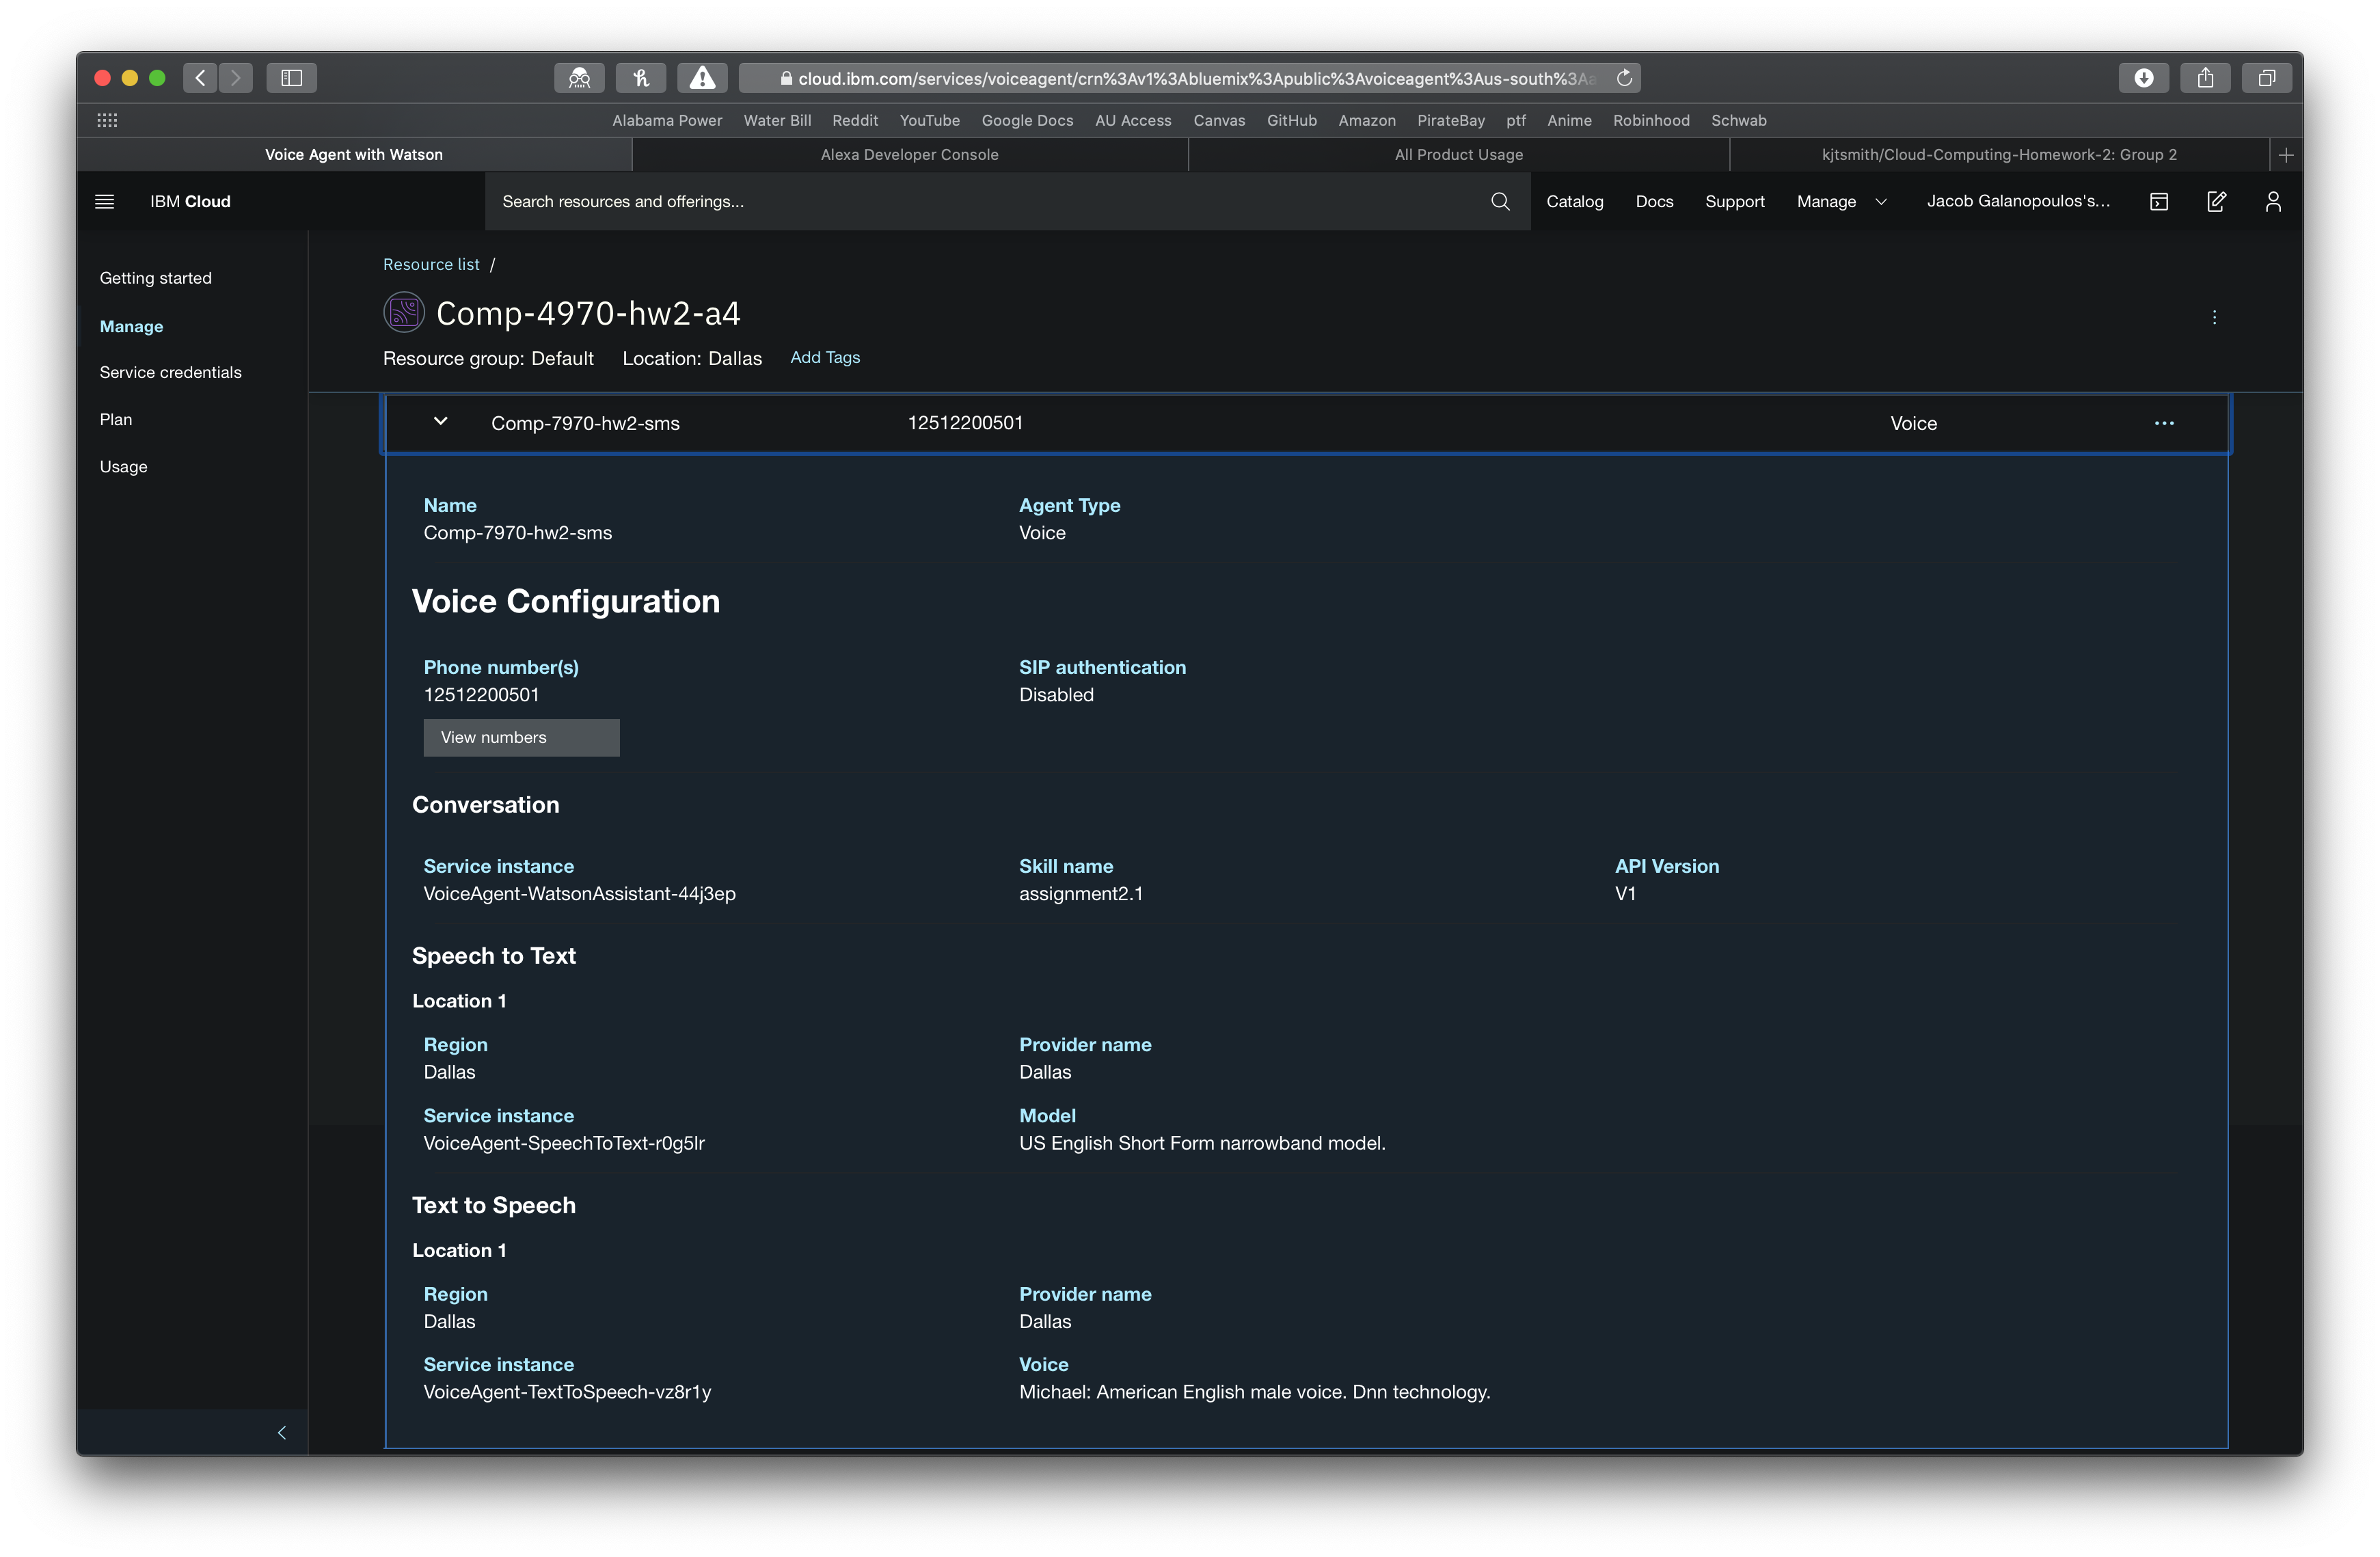 cloud.ibm.com/services/voiceagent/crn%3Av1%3Abluemix%3Apublic%3Avoiceagent%3Aus-south%3Aa
Alabama Power Water Bill Reddit YouTube Google Docs AU Access Canvas GitHub Amazon PirateBay ptf Anime Robinhood Schwab
Voice Agent with Watson Alexa Developer Console All Product Usage kjtsmith/Cloud-Computing-Homework-2: Group 2
IBM Cloud Search resources and offerings... Catalog Docs Support Manage Jacob Galanopoulos's...
Getting started
Manage
Service credentials
Plan
Usage
Resource list /
Comp-4970-hw2-a4
Resource group: Default Location: Dallas Add Tags
Comp-7970-hw2-sms 12512200501 Voice
Name Agent Type
Comp-7970-hw2-sms Voice
Voice Configuration
Phone number(s) SIP authentication
12512200501 Disabled
View numbers
Conversation
Service instance Skill name API Version
VoiceAgent-WatsonAssistant-44j3ep assignment2.1 V1
Speech to Text
Location 1
Region Provider name
Dallas Dallas
Service instance Model
VoiceAgent-SpeechToText-r0g5lr US English Short Form narrowband model.
Text to Speech
Location 1
Region Provider name
Dallas Dallas
Service instance Voice
VoiceAgent-TextToSpeech-vz8r1y Michael: American English male voice. Dnn technology.